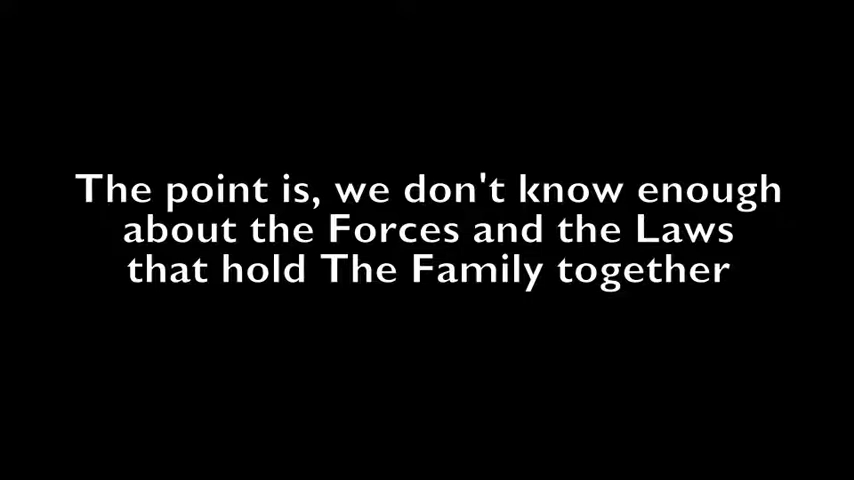 The point is, we don't know enough
about the Forces and the Laws
that hold The Family together